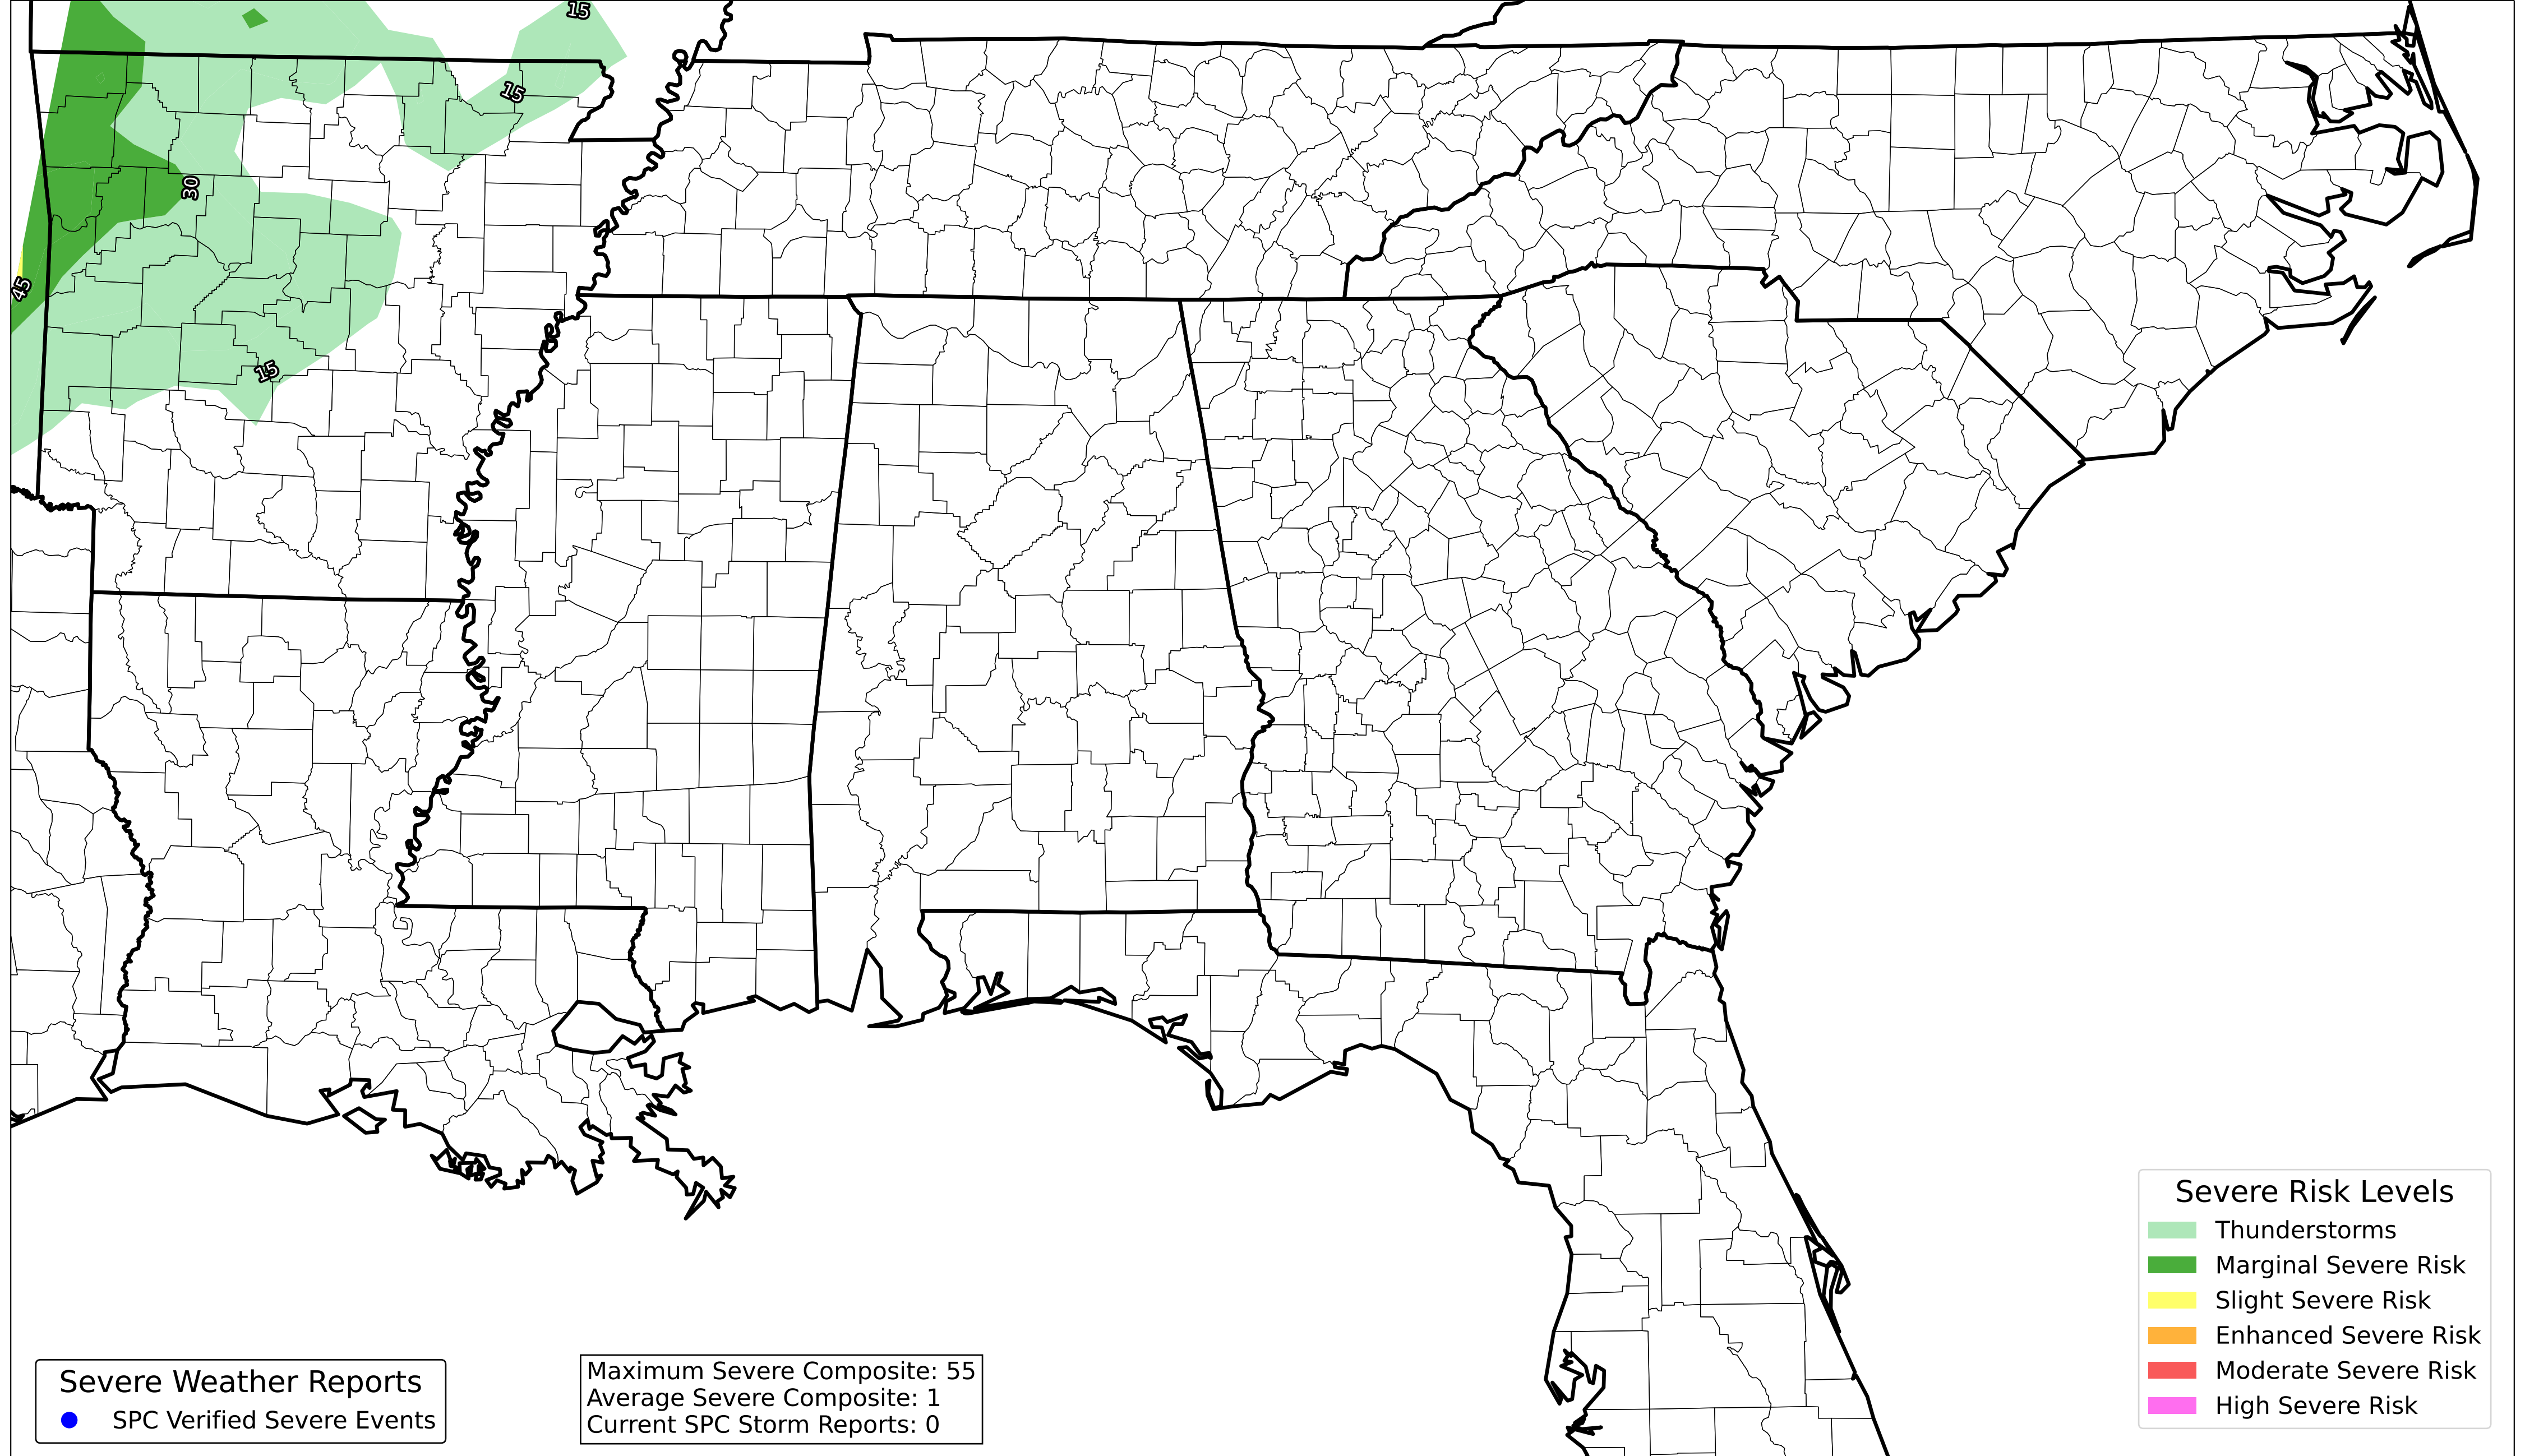 15
15
30
45
15
Severe Risk Levels
Thunderstorms
Marginal Severe Risk
Slight Severe Risk
Enhanced Severe Risk
Moderate Severe Risk
High Severe Risk
Severe Weather Reports
SPC Verified Severe Events
Maximum Severe Composite: 55
Average Severe Composite: 1
Current SPC Storm Reports: 0